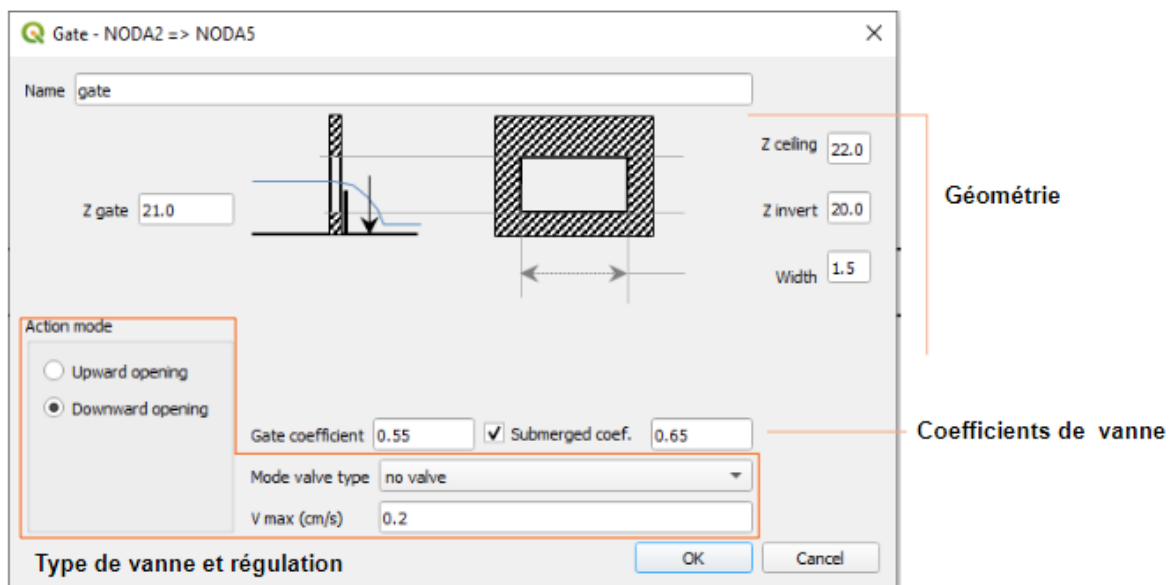 Gate - NODA2 => NODA5
Name gate
Z ceiling 22.0
Z gate 21.0
Z invert 20.0
Width 1.5
Géométrie
Action mode
Upward opening
Downward opening
Gate coefficient 0.55 Submerged coef. 0.65
Coefficients de vanne
Mode valve type no valve
V max (cm/s) 0.2
Type de vanne et régulation
OK Cancel